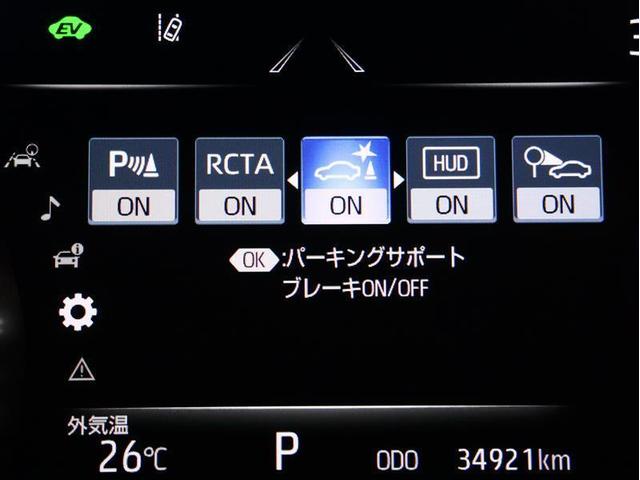 EV
P RCTA HUD
ON ON ON ON ON
OK :パーキングサポート
ブレーキON/OFF
外気温
26℃ P ODO 34921km